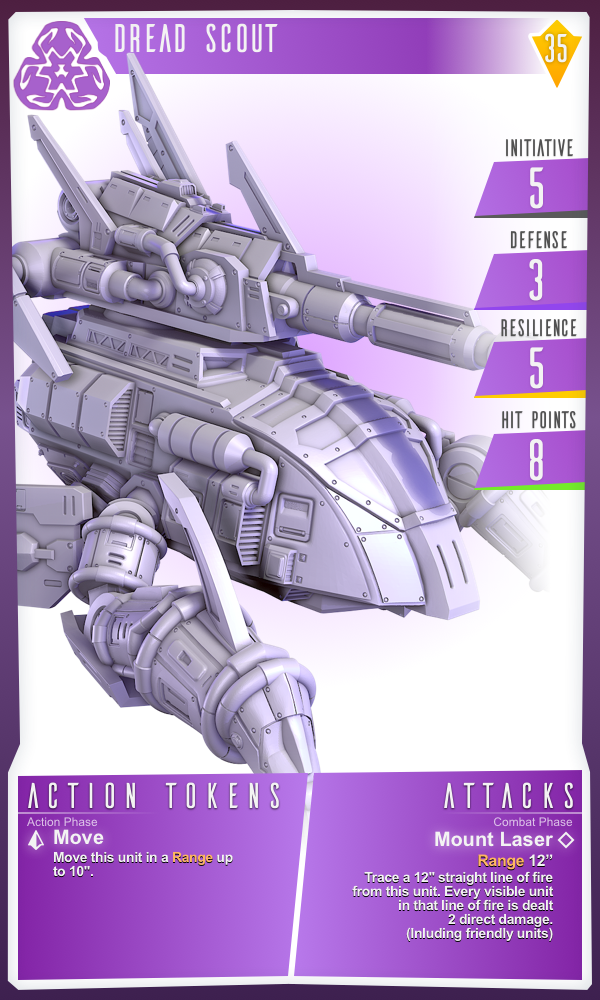 DREAD SCOUT
35
INITIATIVE
5
DEFENSE
3
RESILIENCE
5
HIT POINTS
8
ACTION TOKENS
Action Phase
Move
Move this unit in a Range up
to 10".
ATTACKS
Combat Phase
Mount Laser
Range 12”
Trace a 12" straight line of fire
from this unit. Every visible unit
in that line of fire is dealt
2 direct damage.
(Inluding friendly units)